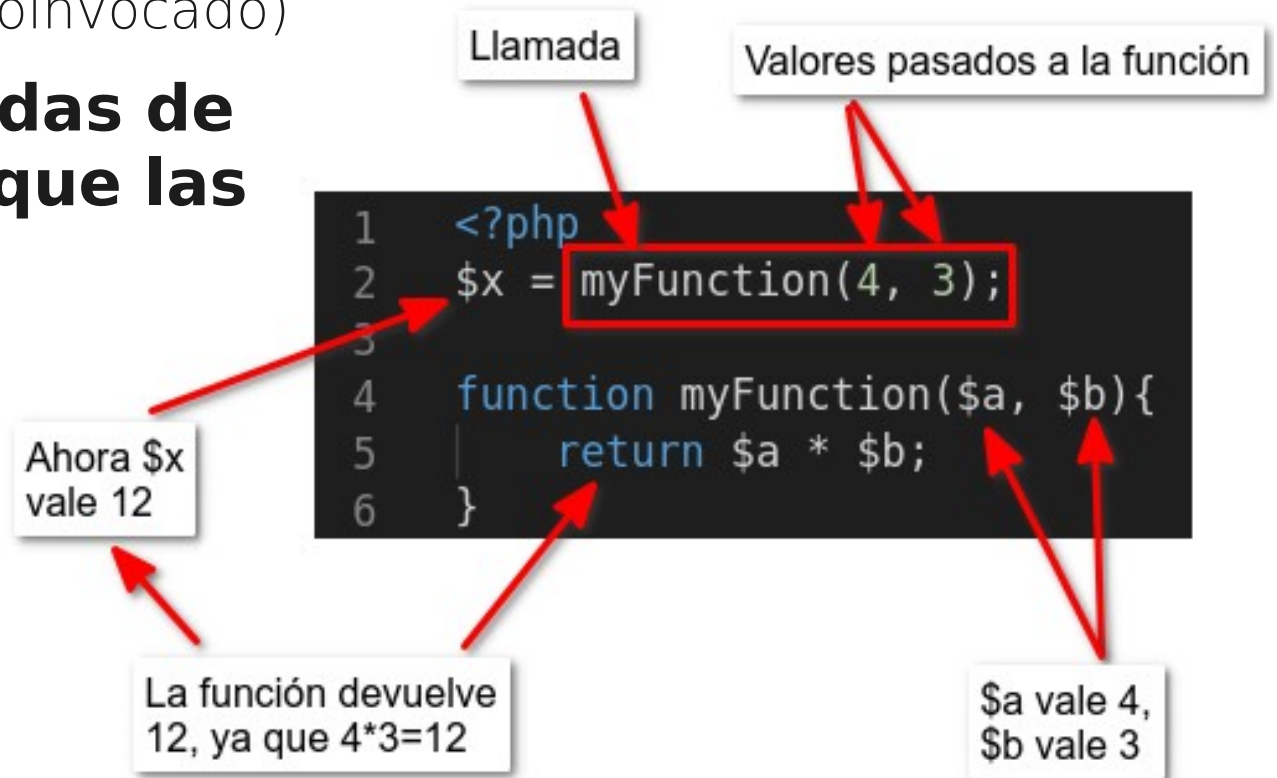 oinvocado)
das de
que las
Llamada
Valores pasados a la función
1 <?php
2 $x = myFunction(4, 3);
3
4 function myFunction($a, $b){
5 return $a * $b;
6 }
Ahora $x
vale 12
La función devuelve
12, ya que 4*3=12
$a vale 4,
$b vale 3